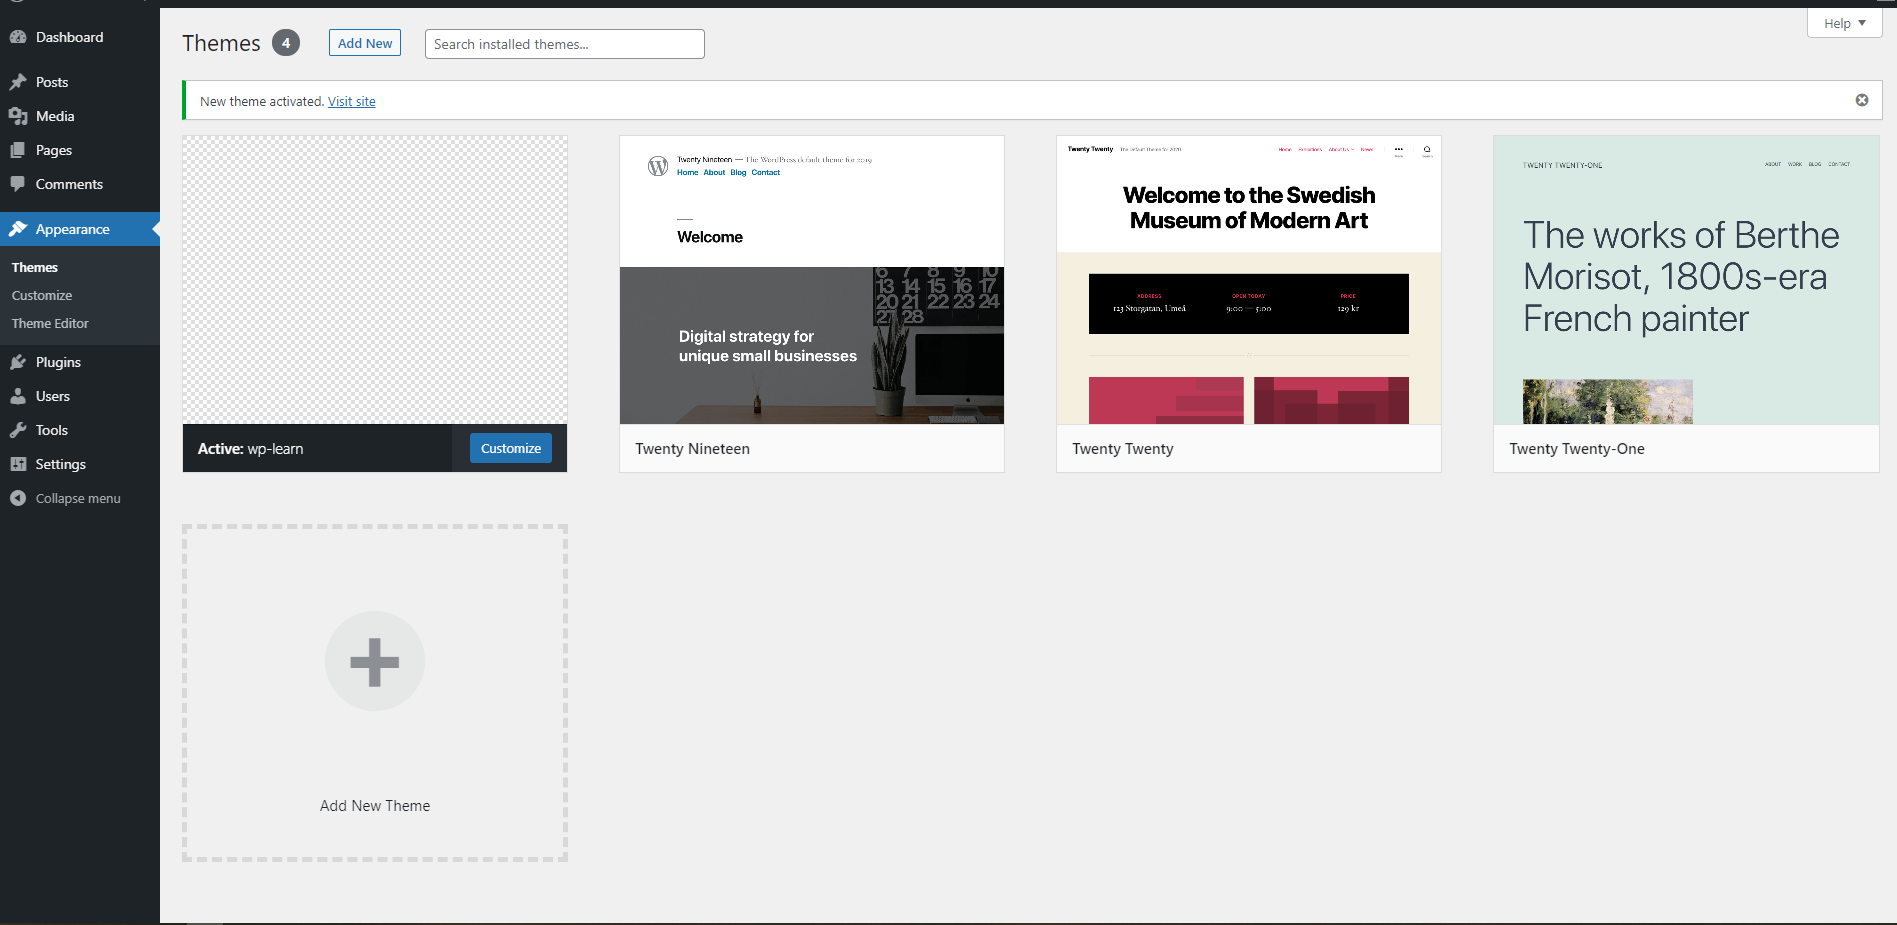 Dashboard
Posts
Media
Pages
Comments
Appearance
Themes
Customize
Theme Editor
Plugins
Users
Tools
Settings
Collapse menu
Help
Themes 4 Add New Search installed themes...
New theme activated. Visit site
Active: wp-learn Customize
Twenty Nineteen — The WordPress default theme for 2019
Home About Blog Contact
Welcome
6 7 8 9 10
13 14 15 16 17
20 21 22 23 24
27 28
Digital strategy for
unique small businesses
Twenty Nineteen
Twenty Twenty The Default Theme for 2020 Home Exhibitions About Us News
Welcome to the Swedish
Museum of Modern Art
ADDRESS OPEN TODAY PRICE
123 Storgatan, Umeå 9:00 — 5:00 129 kr
Twenty Twenty
TWENTY TWENTY-ONE ABOUT WORK BLOG CONTACT
The works of Berthe
Morisot, 1800s-era
French painter
Twenty Twenty-One
Add New Theme